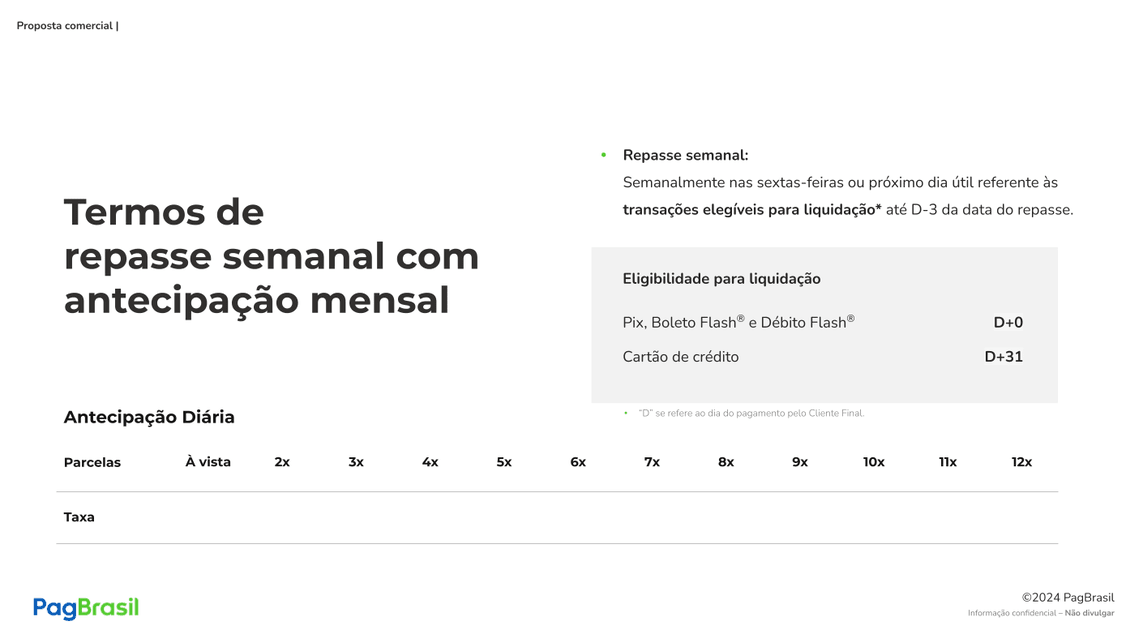 Proposta comercial |
Termos de
repasse semanal com
antecipação mensal
• Repasse semanal:
Semanalmente nas sextas-feiras ou próximo dia útil referente às
transações elegíveis para liquidação* até D-3 da data do repasse.
Eligibilidade para liquidação
Pix, Boleto Flash® e Débito Flash® D+0
Cartão de crédito D+31
• “D” se refere ao dia do pagamento pelo Cliente Final.
Antecipação Diária
Parcelas À vista 2x 3x 4x 5x 6x 7x 8x 9x 10x 11x 12x
Taxa
PagBrasil
©2024 PagBrasil
Informação confidencial – Não divulgar